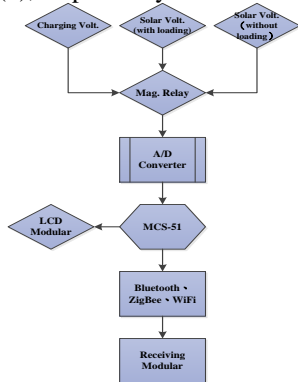 Charging Volt.
Solar Volt.
(with loading)
Solar Volt.
（without
loading）
Mag. Relay
A/D
Converter
LCD
Modular
MCS-51
Bluetooth、
ZigBee、WiFi
Receiving
Modular